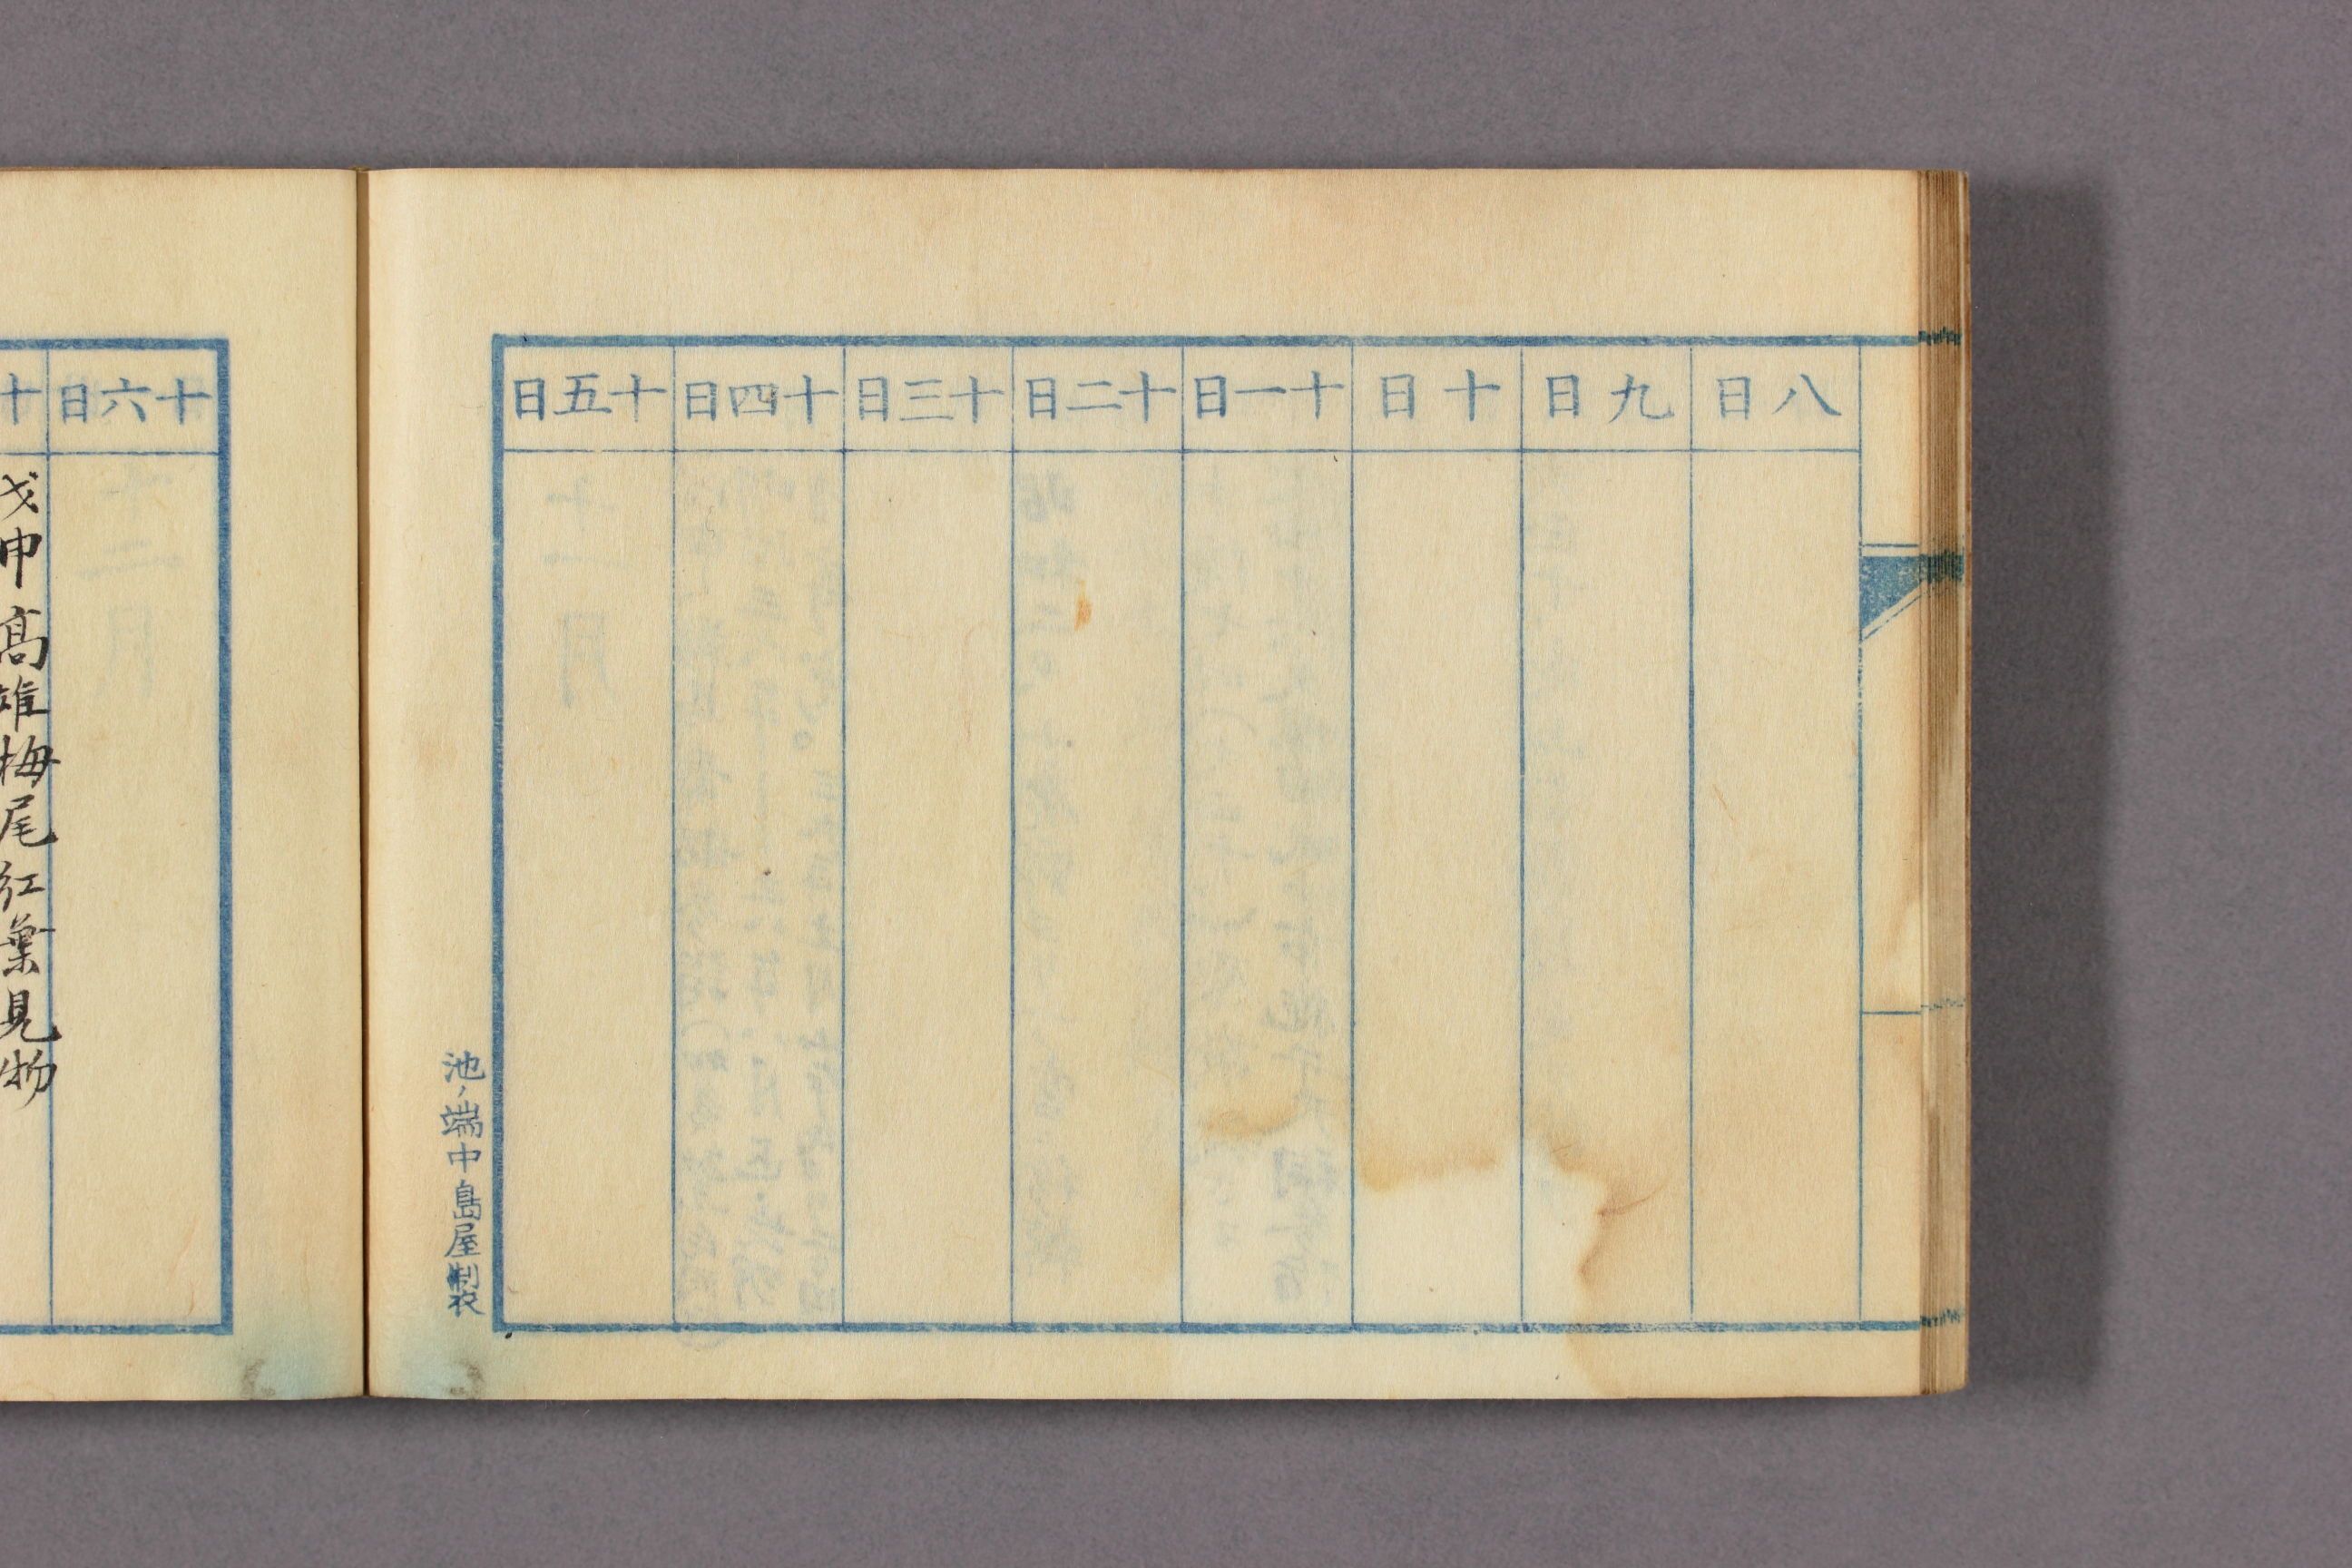 八日
九日
十日
十一日
十二日
十三日
十四日
十五日
池ノ端中島屋製
十六日
十
戊申高雄梅尾紅葉見物